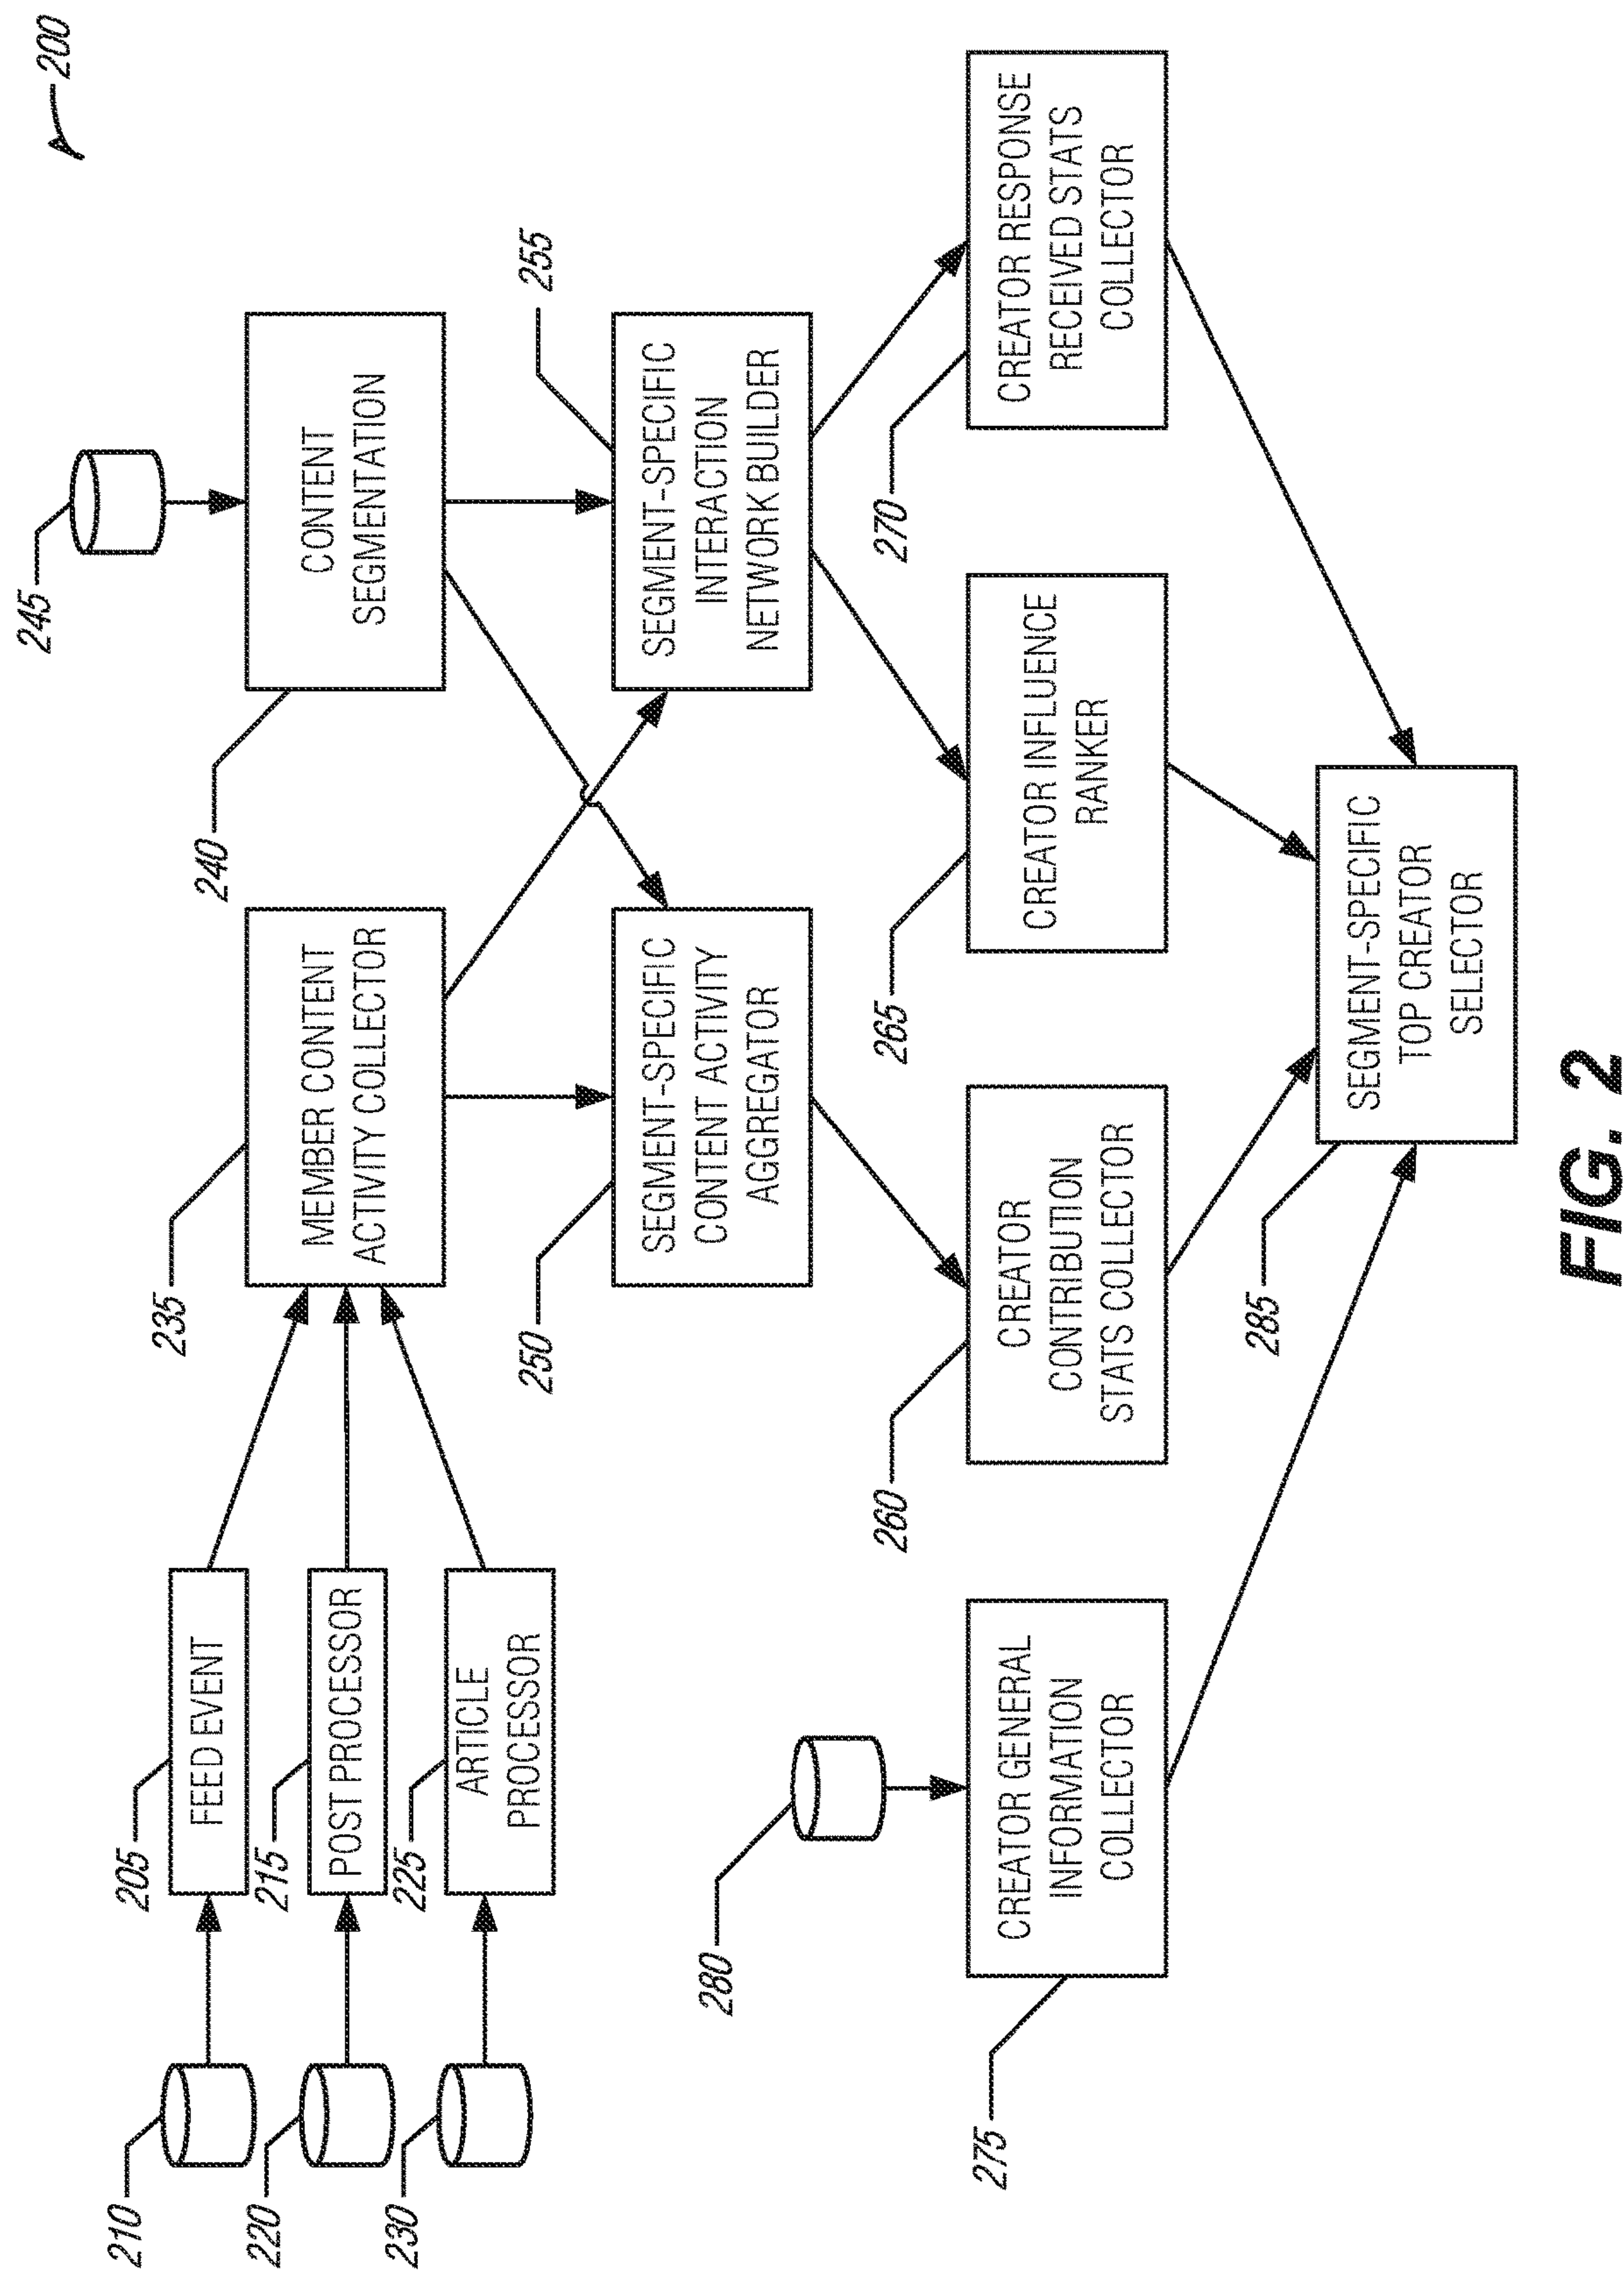 200
245
210
205
FEED EVENT
235
MEMBER CONTENT
ACTIVITY COLLECTOR
240
CONTENT
SEGMENTATION
220
215
POST PROCESSOR
230
225
ARTICLE
PROCESSOR
250
SEGMENT-SPECIFIC
CONTENT ACTIVITY
AGGREGATOR
255
SEGMENT-SPECIFIC
INTERACTION
NETWORK BUILDER
280
275
CREATOR GENERAL
INFORMATION
COLLECTOR
260
CREATOR
CONTRIBUTION
STATS COLLECTOR
265
CREATOR INFLUENCE
RANKER
270
CREATOR RESPONSE
RECEIVED STATS
COLLECTOR
285
SEGMENT-SPECIFIC
TOP CREATOR
SELECTOR
FIG. 2